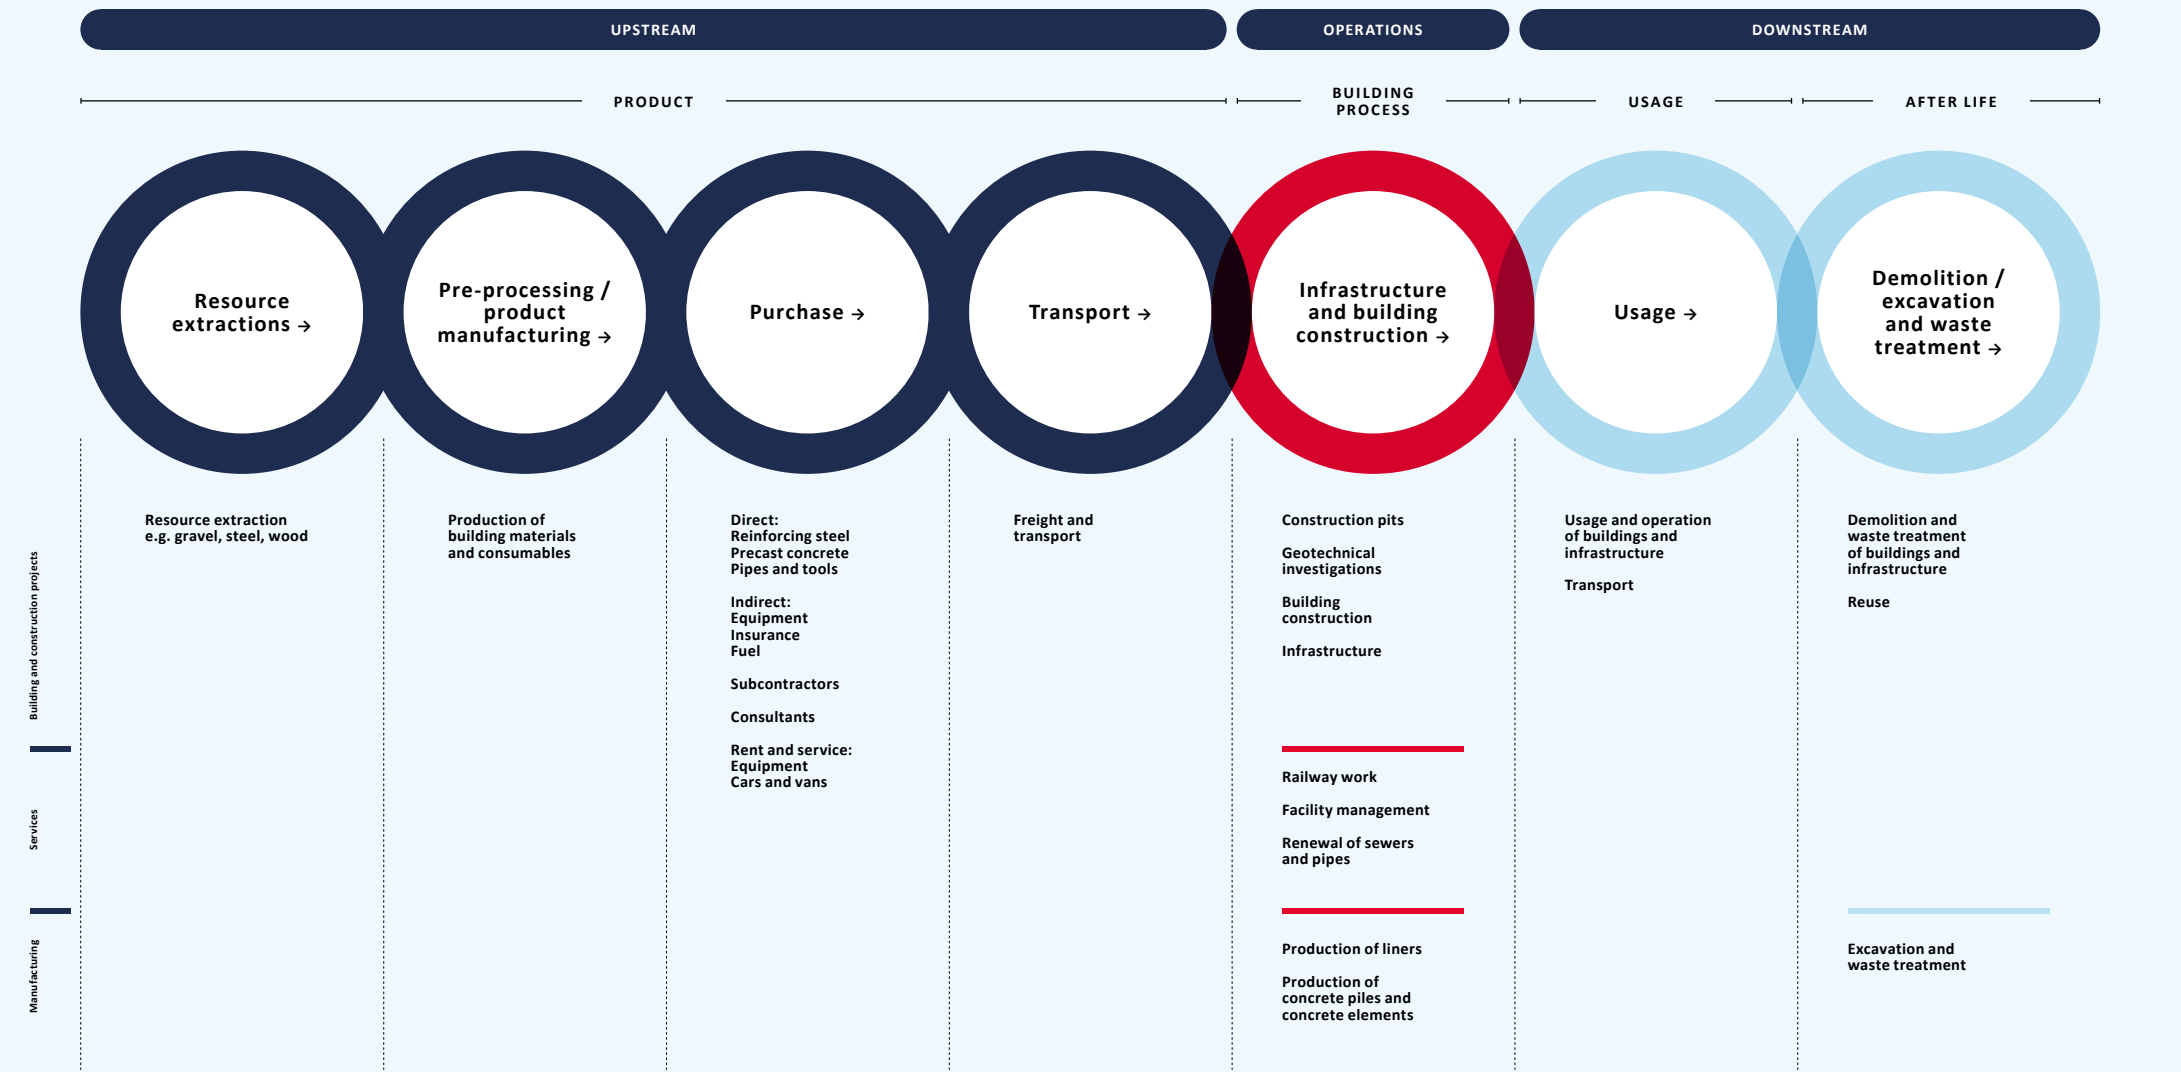 UPSTREAM
OPERATIONS
DOWNSTREAM
PRODUCT
BUILDING
PROCESS
USAGE
AFTER LIFE
Resource
extractions →
Pre-processing /
product
manufacturing →
Purchase →
Transport →
Infrastructure
and building
construction →
Usage →
Demolition /
excavation
and waste
treatment →
Building and construction projects
Resource extraction
e.g. gravel, steel, wood
Production of
building materials
and consumables
Direct:
Reinforcing steel
Precast concrete
Pipes and tools
Indirect:
Equipment
Insurance
Fuel
Subcontractors
Consultants
Rent and service:
Equipment
Cars and vans
Freight and
transport
Construction pits
Geotechnical
investigations
Building
construction
Infrastructure
Usage and operation
of buildings and
infrastructure
Transport
Demolition and
waste treatment
of buildings and
infrastructure
Reuse
Services
Railway work
Facility management
Renewal of sewers
and pipes
Manufacturing
Production of liners
Production of
concrete piles and
concrete elements
Excavation and
waste treatment